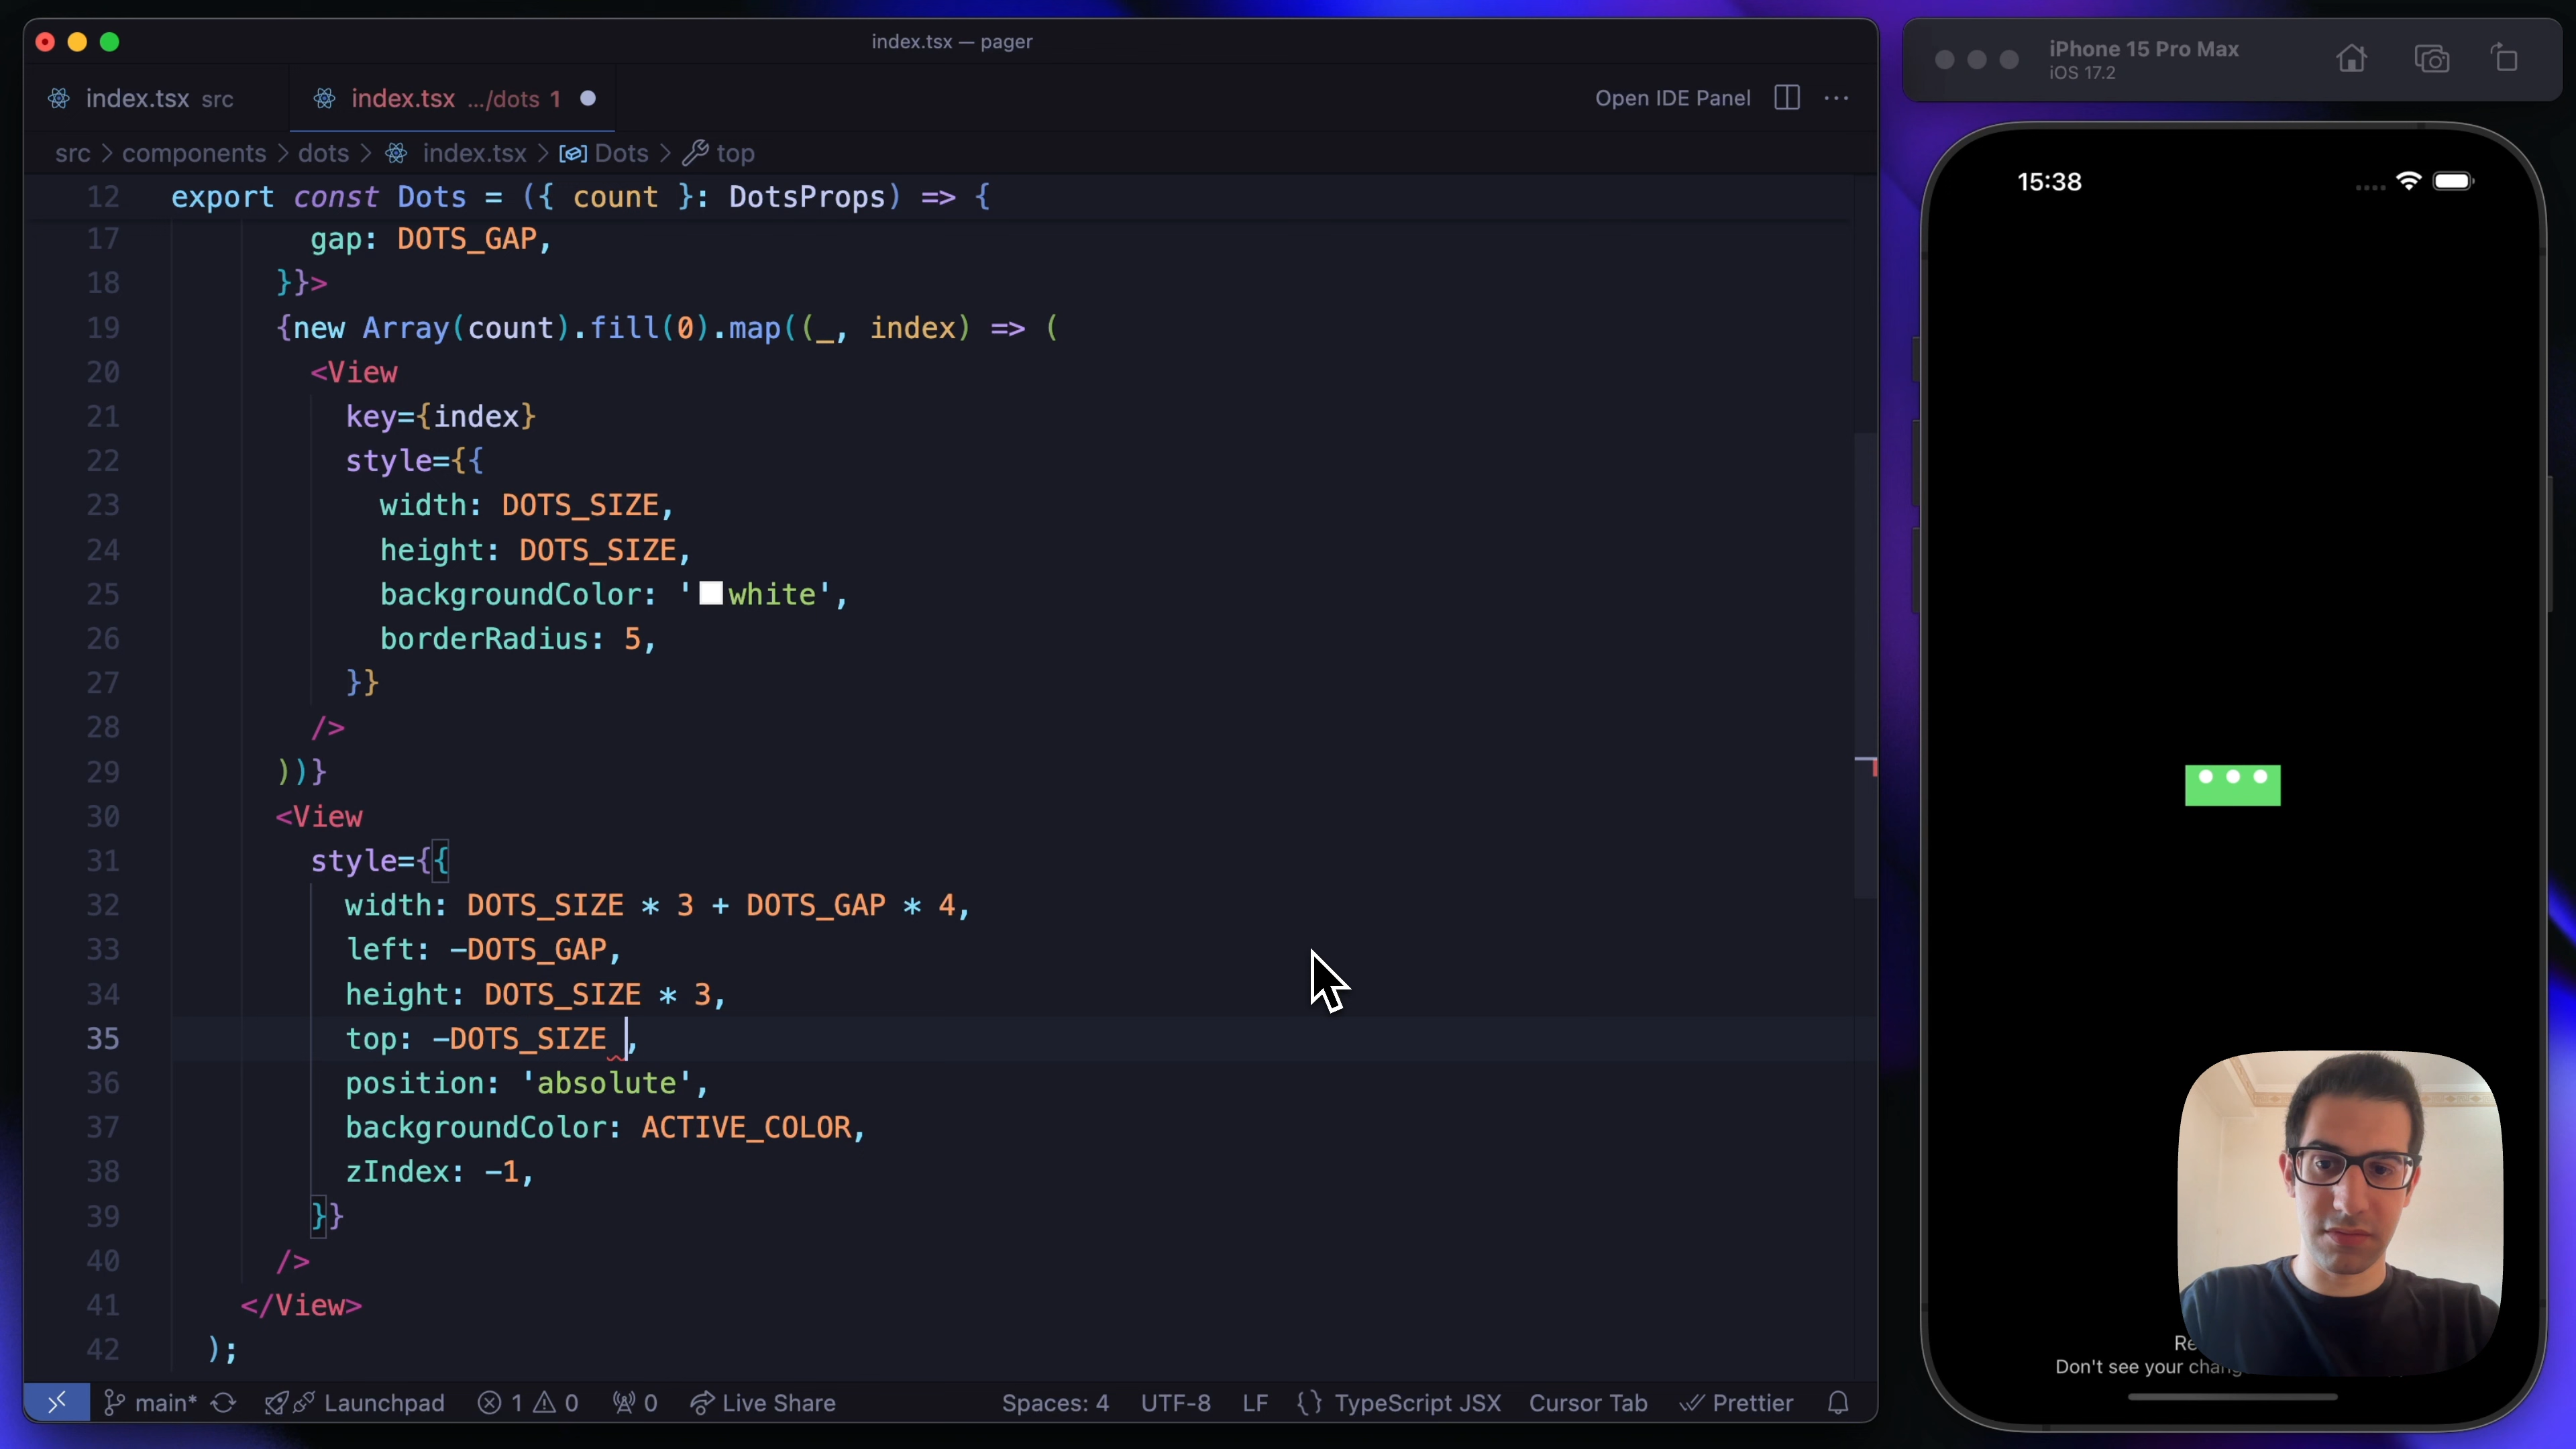 index.tsx — pager
index.tsx src
index.tsx .../dots 1
Open IDE Panel
src > components > dots > index.tsx > Dots > top
12 export const Dots = ({ count }: DotsProps) => {
17 gap: DOTS_GAP,
18 }}>
19 {new Array(count).fill(0).map((_, index) => (
20 <View
21 key={index}
22 style={{
23 width: DOTS_SIZE,
24 height: DOTS_SIZE,
25 backgroundColor: 'white',
26 borderRadius: 5,
27 }}
28 />
29 ))}
30 <View
31 style={{
32 width: DOTS_SIZE * 3 + DOTS_GAP * 4,
33 left: -DOTS_GAP,
34 height: DOTS_SIZE * 3,
35 top: -DOTS_SIZE ,
36 position: 'absolute',
37 backgroundColor: ACTIVE_COLOR,
38 zIndex: -1,
39 }}
40 />
41 </View>
42 );
main* Launchpad 1 0 0 Live Share Spaces: 4 UTF-8 LF {} TypeScript JSX Cursor Tab Prettier
iPhone 15 Pro Max
iOS 17.2
15:38
Don't see your